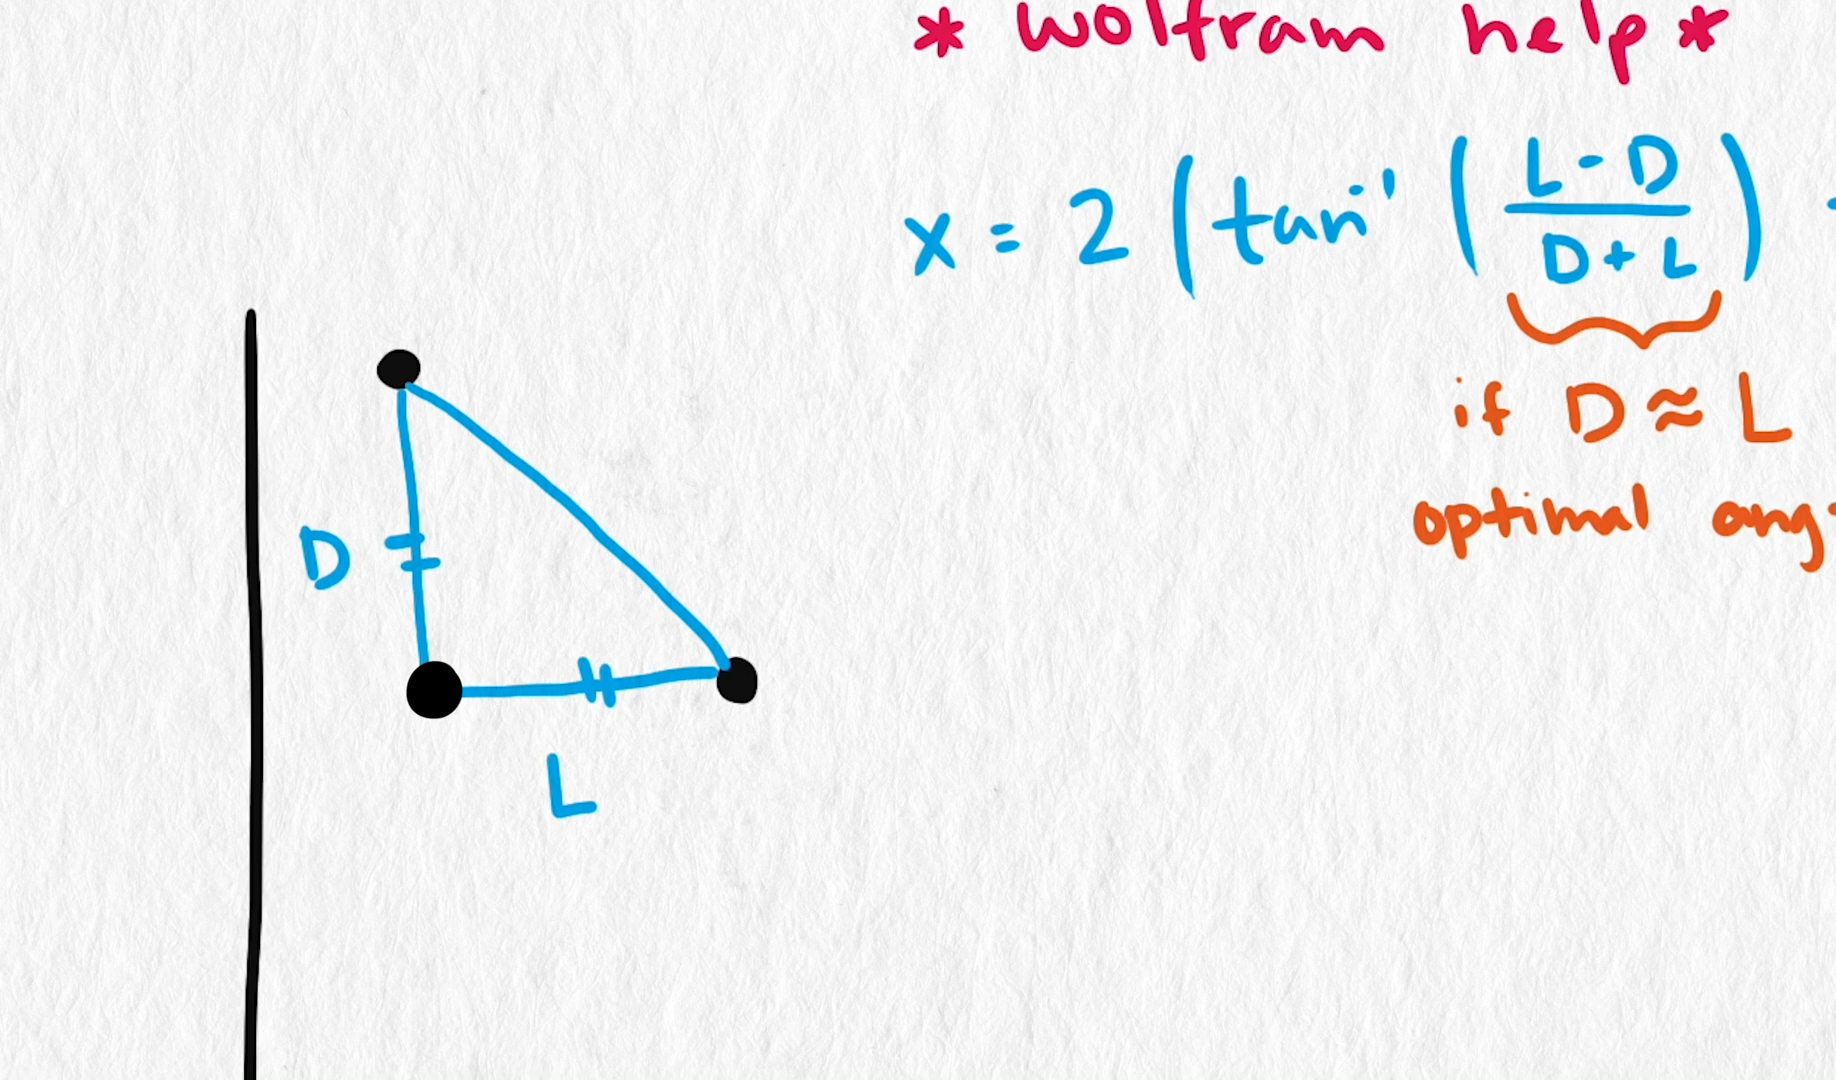 * wolfram help *
x = 2 (tan⁻¹ (L - D / D + L)
if D ≈ L
optimal
D
L